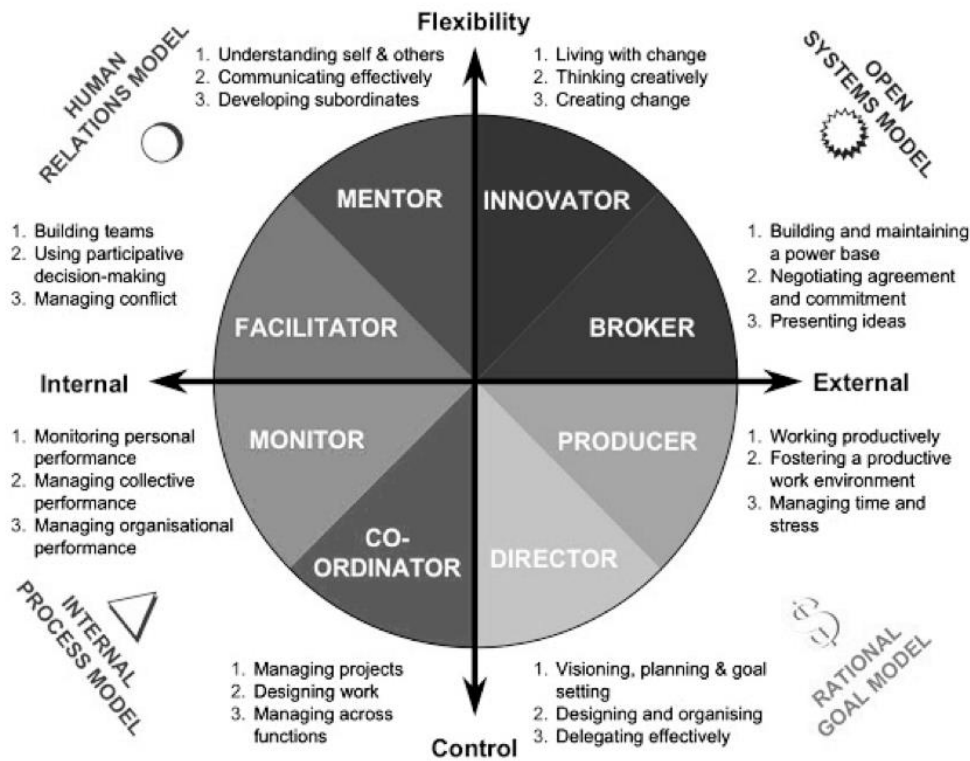 Flexibility
HUMAN
RELATIONS MODEL
1. Understanding self & others
2. Communicating effectively
3. Developing subordinates
1. Living with change
2. Thinking creatively
3. Creating change
OPEN
SYSTEMS MODEL
MENTOR
INNOVATOR
1. Building teams
2. Using participative
decision-making
3. Managing conflict
1. Building and maintaining
a power base
2. Negotiating agreement
and commitment
3. Presenting ideas
FACILITATOR
BROKER
Internal
External
1. Monitoring personal
performance
2. Managing collective
performance
3. Managing organisational
performance
MONITOR
PRODUCER
1. Working productively
2. Fostering a productive
work environment
3. Managing time and
stress
CO-
ORDINATOR
DIRECTOR
INTERNAL
PROCESS MODEL
$
RATIONAL
GOAL MODEL
1. Managing projects
2. Designing work
3. Managing across
functions
1. Visioning, planning & goal
setting
2. Designing and organising
3. Delegating effectively
Control